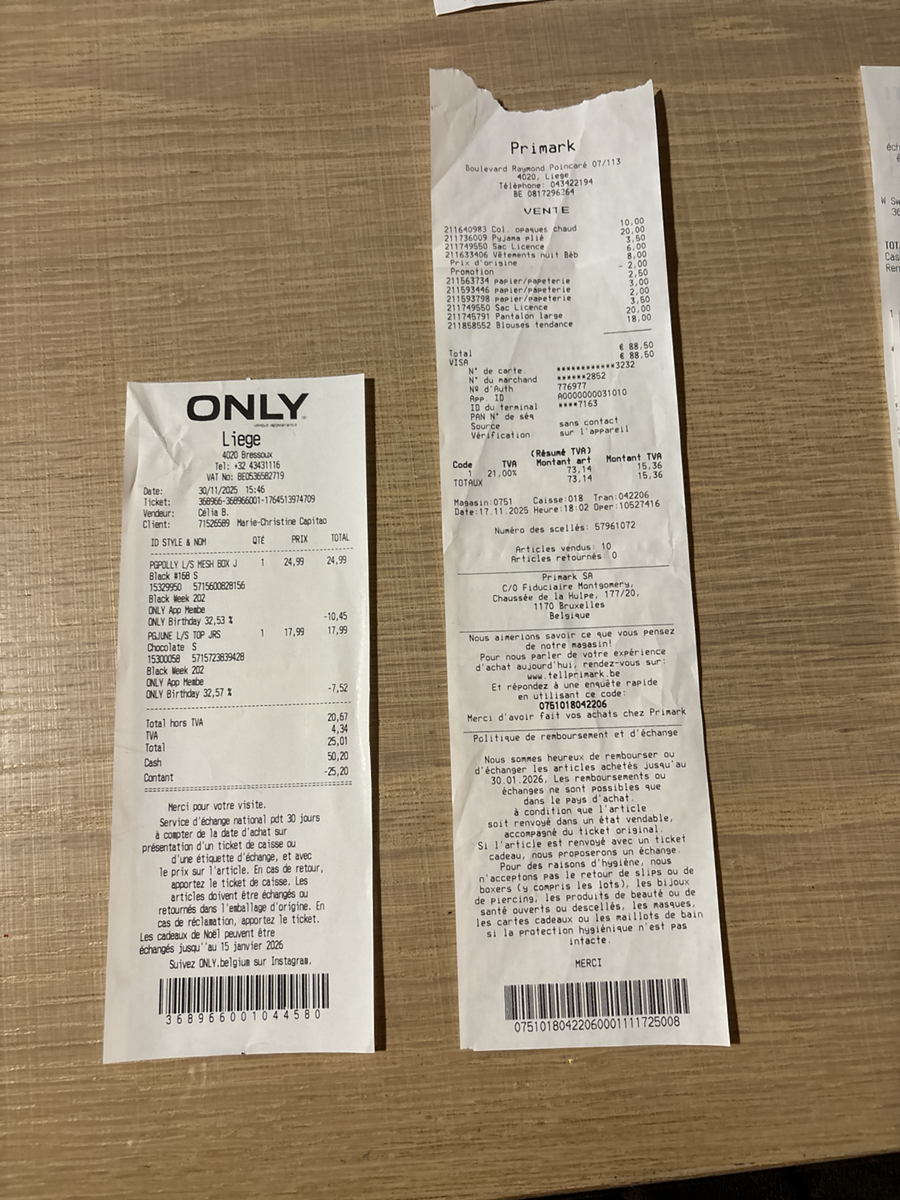 ONLY
Liege
4020 Bressoux
Tel: +32 43431116
VAT No: BE0536582719
Date: 30/11/2025 15:46
Ticket: 368966-368966001-1764513974709
Vendeur: Célia B.
Client: 71526589 Marie-Christine Capitao
ID STYLE & NOM QTÉ PRIX TOTAL
PGPOLLY L/S MESH BOX J 1 24,99 24,99
Black #168 S
15329950 5715600828156
Black Week 202
ONLY App Membe
ONLY Birthday 32,53 % -10,45
PGJUNE L/S TOP JRS 1 17,99 17,99
Chocolate S
15300058 5715723839428
Black Week 202
ONLY App Membe
ONLY Birthday 32,57 % -7,52
Total hors TVA 20,67
TVA 4,34
Total 25,01
Cash 50,20
Contant -25,20
Merci pour votre visite.
Service d'échange national pdt 30 jours
à compter de la date d'achat sur
présentation d'un ticket de caisse ou
d'une étiquette d'échange, et avec
le prix sur l'article. En cas de retour,
apportez le ticket de caisse. Les
articles doivent être échangés ou
retournés dans l'emballage d'origine. En
cas de réclamation, apportez le ticket.
Les cadeaux de Noël peuvent être
échangés jusqu''au 15 janvier 2026
Suivez ONLY.belgium sur Instagram.
368966001044580
Primark
Boulevard Raymond Poincaré 07/113
4020, Liege
Téléphone: 043422194
BE 0817296264
VENTE
211640983 Col. opaques chaud 10,00
211736009 Pyjama plié 20,00
211749550 Sac Licence 3,50
211633406 Vêtements nuit Béb 6,00
Prix d'origine 8,00
Promotion - 2,00
211563734 papier/papeterie 2,50
211593446 papier/papeterie 3,00
211593798 papier/papeterie 2,00
211749550 Sac Licence 3,50
211745791 Pantalon large 20,00
211858552 Blouses tendance 18,00
Total € 88,50
VISA € 88,50
N° de carte. ************3232
N° du marchand ******2852
Nº d'Auth 776977
App. ID A0000000031010
ID du terminal ****7163
PAN N° de séq
Source sans contact
Vérification sur l'appareil
(Résumé TVA)
Code TVA Montant art Montant TVA
1 21,00% 73,14 15,36
TOTAUX 73,14 15,36
Magasin:0751 Caisse:018 Tran:042206
Date:17.11.2025 Heure:18:02 Oper:10527416
Numéro des scellés: 57961072
Articles vendus: 10
Articles retournés: 0
Primark SA
C/O Fiduciaire Montgomery,
Chaussée de la Hulpe, 177/20,
1170 Bruxelles
Belgique
Nous aimerions savoir ce que vous pensez
de notre magasin!
Pour nous parler de votre expérience
d'achat aujourd'hui, rendez-vous sur:
www.tellprimark.be
Et répondez à une enquête rapide
en utilisant ce code:
0751018042206
Merci d'avoir fait vos achats chez Primark
Politique de remboursement et d'échange
Nous sommes heureux de rembourser ou
d'échanger les articles achetés jusqu'au
30.01.2026, Les remboursements ou
échanges ne sont possibles que
dans le pays d'achat.
à condition que l'article
soit renvoyé dans un état vendable,
accompagné du ticket original.
Si l'article est renvoyé avec un ticket
cadeau, nous proposerons un échange.
Pour des raisons d'hygiène, nous
n'acceptons pas le retour de slips ou de
boxers (y compris les lots), les bijoux
de piercing, les produits de beauté ou de
santé ouverts ou descellés, les masques,
les cartes cadeaux ou les maillots de bain
si la protection hygiénique n'est pas
intacte.
MERCI
07510180422060001111725008
W Sw
36
TOT
Cas
Ren